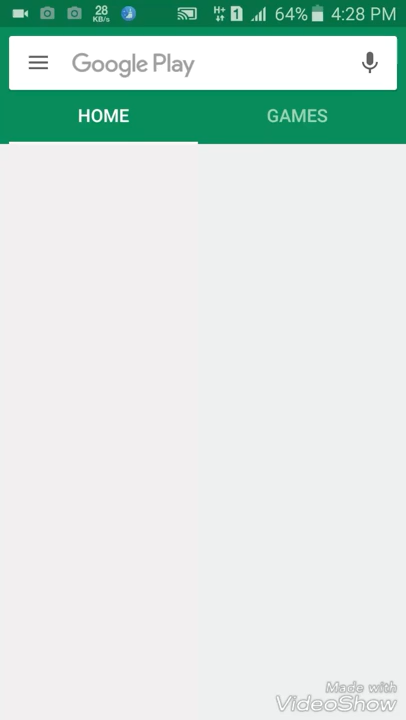 28
KB/s
H+
1
64%
4:28 PM
Google Play
HOME
GAMES
Made with
VideoShow